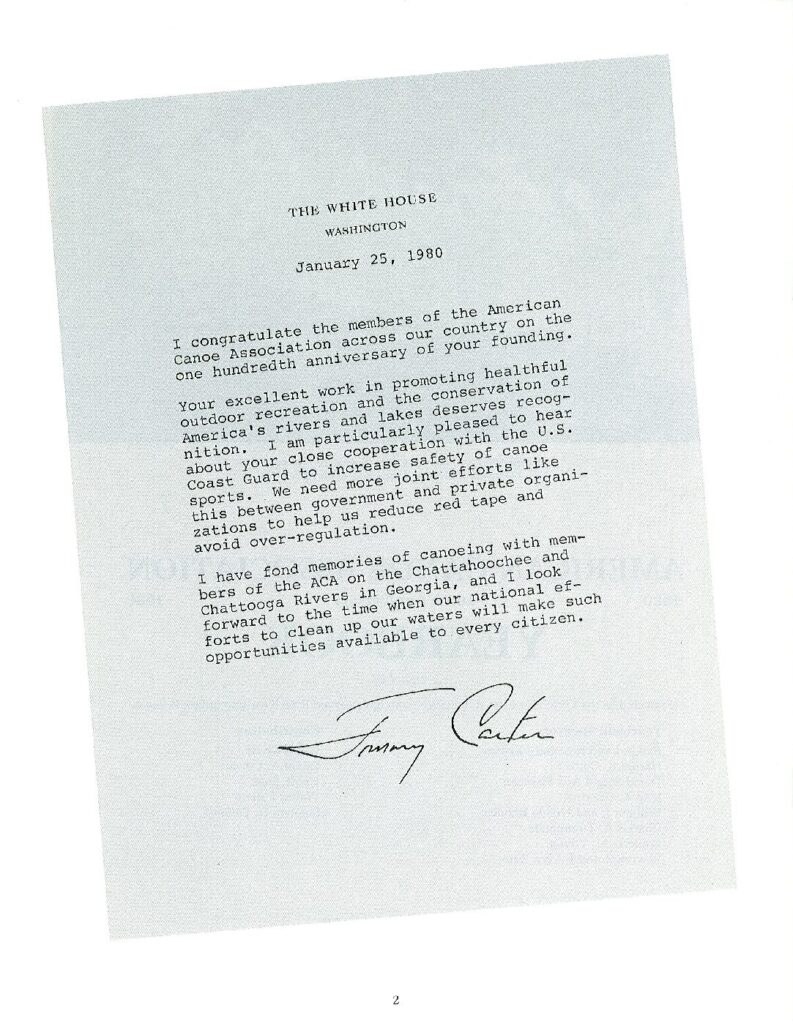 THE WHITE HOUSE
WASHINGTON
January 25, 1980
I congratulate the members of the American
Canoe Association across our country on the
one hundredth anniversary of your founding.
Your excellent work in promoting healthful
outdoor recreation and the conservation of
America's rivers and lakes deserves recog-
nition. I am particularly pleased to hear
about your close cooperation with the U.S.
Coast Guard to increase safety of canoe
sports. We need more joint efforts like
this between government and private organi-
zations to help us reduce red tape and
avoid over-regulation.
I have fond memories of canoeing with mem-
bers of the ACA on the Chattahoochee and
Chattooga Rivers in Georgia, and I look
forward to the time when our national ef-
forts to clean up our waters will make such
opportunities available to every citizen.
Jimmy Carter
2